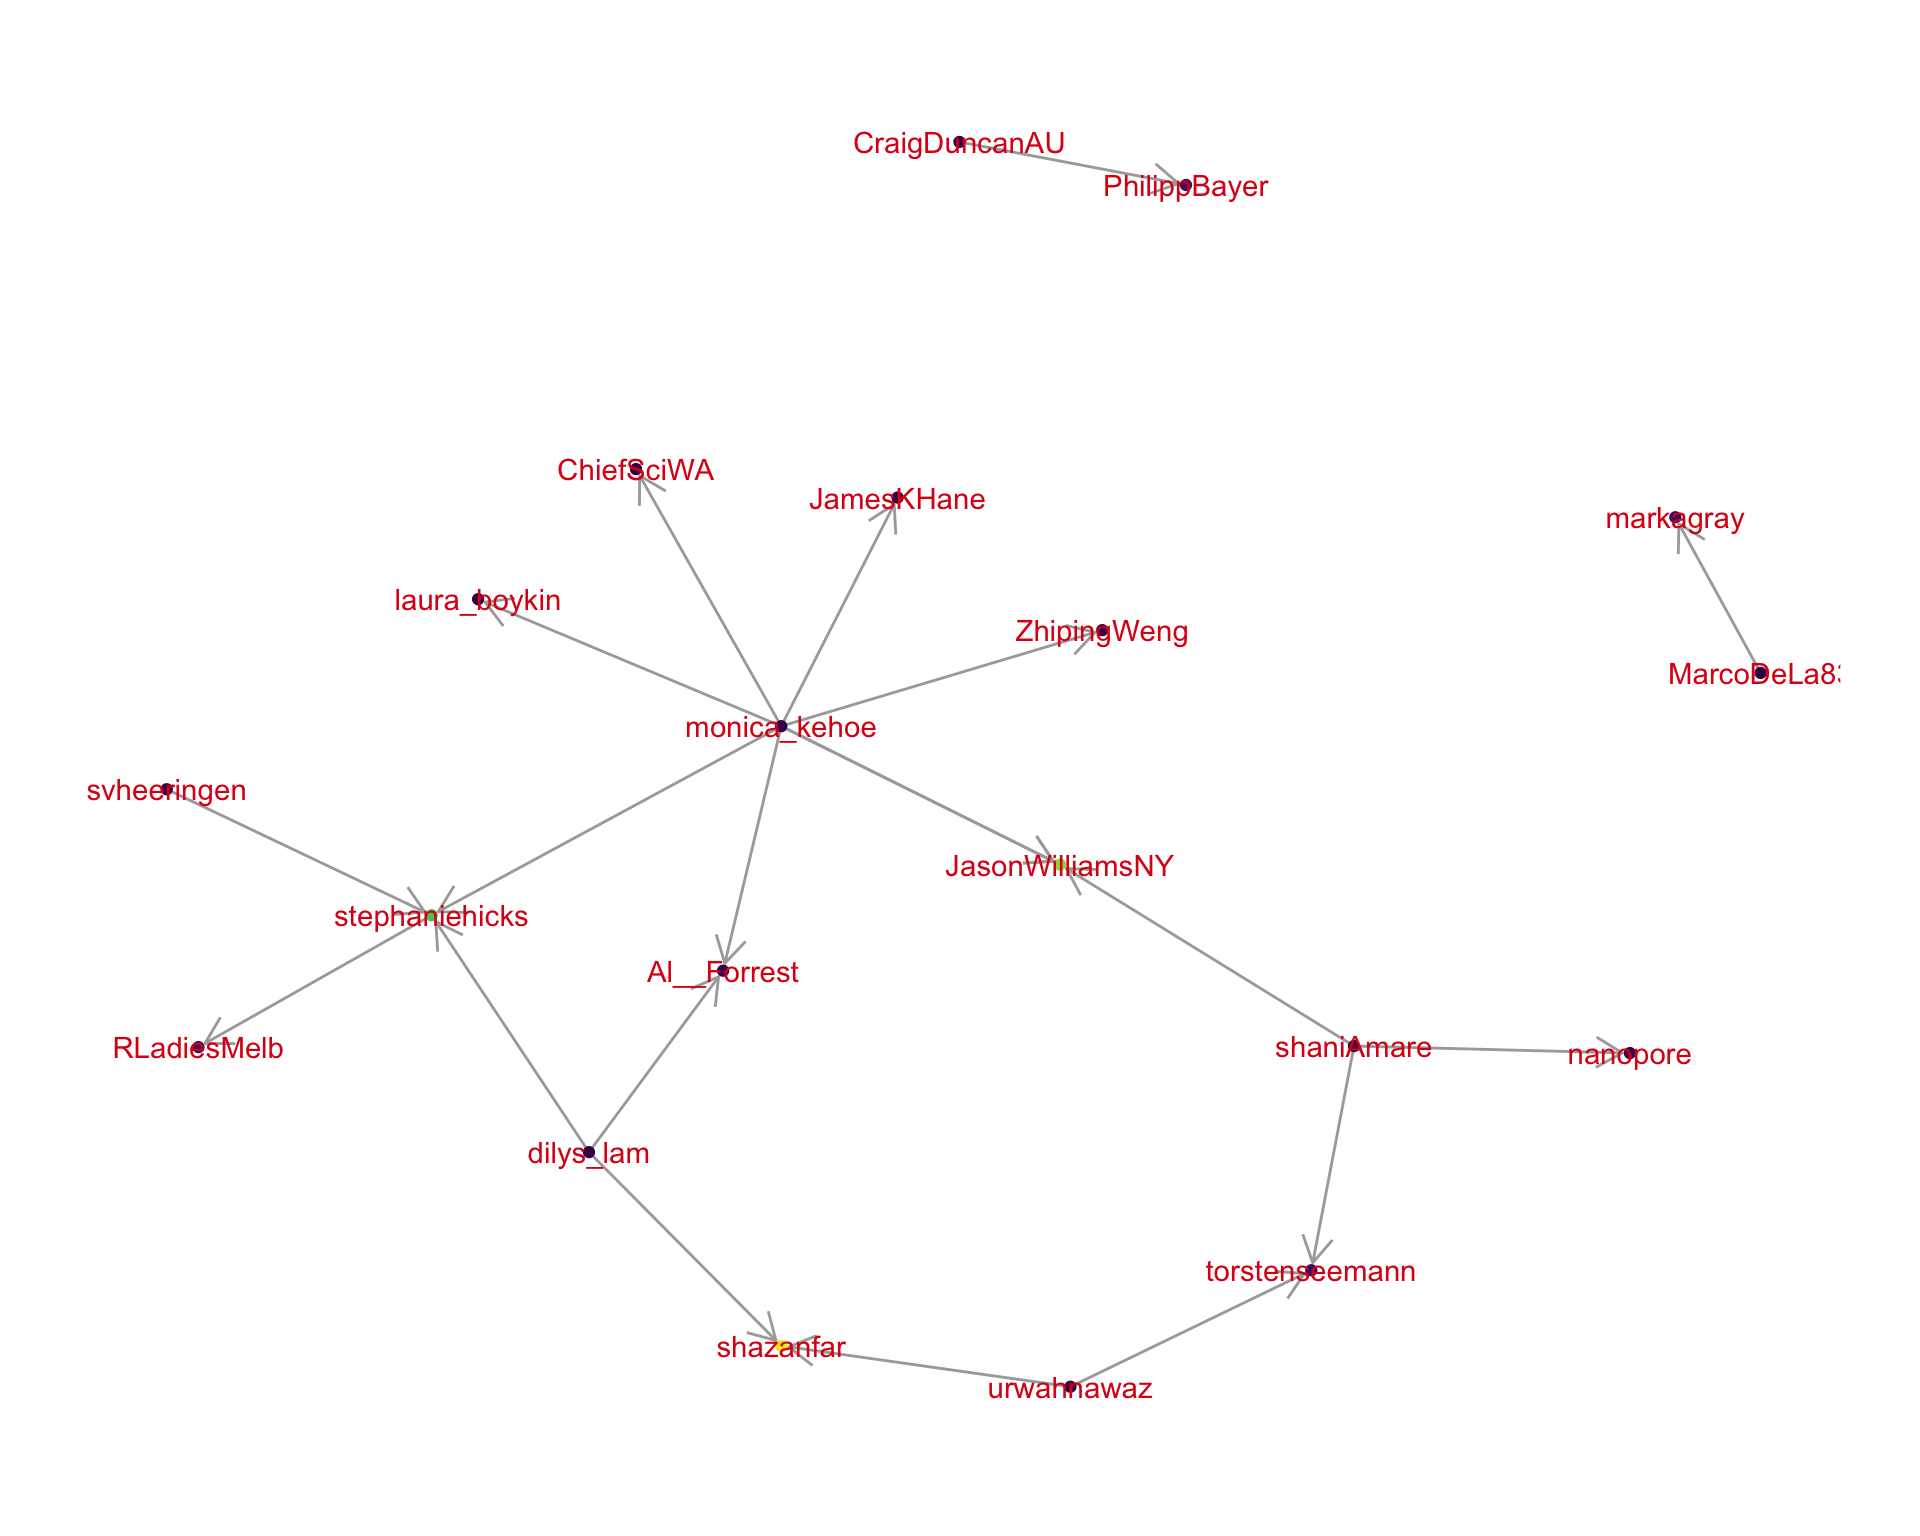 CraigDuncanAU
PhilippBayer
ChiefSciWA
JamesKHane
markagray
laura_boykin
ZhipingWeng
MarcoDeLa83
monica_kehoe
svheeringen
JasonWilliamsNY
stephaniehicks
Al__Forrest
RLadiesMelb
shaniAmare
nanopore
dilys_lam
torstenseemann
shazanfar
urwahnawaz